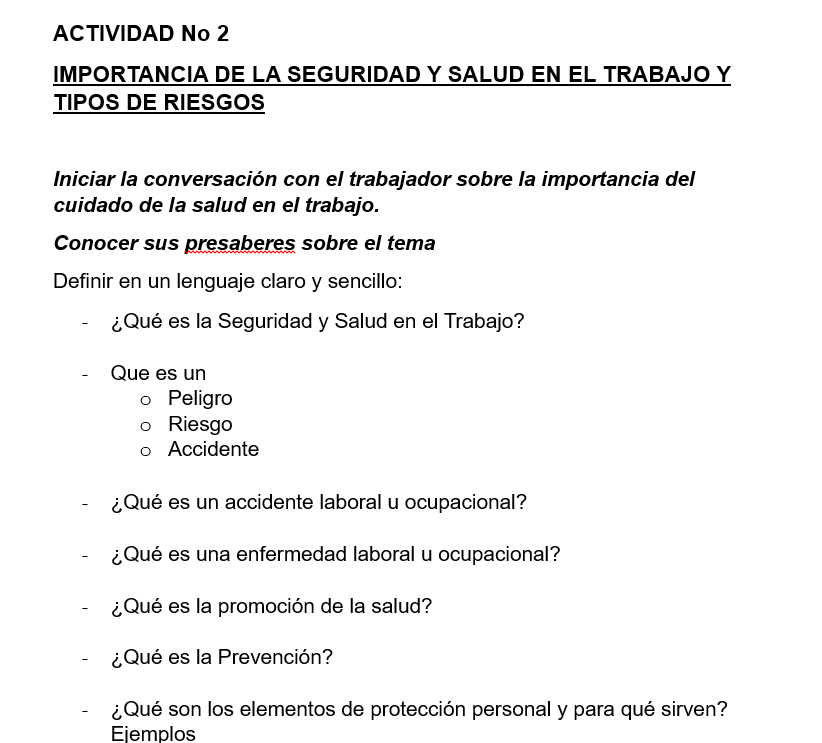 ACTIVIDAD No 2
IMPORTANCIA DE LA SEGURIDAD Y SALUD EN EL TRABAJO Y
TIPOS DE RIESGOS
Iniciar la conversación con el trabajador sobre la importancia del
cuidado de la salud en el trabajo.
Conocer sus presaberes sobre el tema
Definir en un lenguaje claro y sencillo:
- ¿Qué es la Seguridad y Salud en el Trabajo?
- Que es un
o Peligro
o Riesgo
o Accidente
- ¿Qué es un accidente laboral u ocupacional?
- ¿Qué es una enfermedad laboral u ocupacional?
- ¿Qué es la promoción de la salud?
- ¿Qué es la Prevención?
- ¿Qué son los elementos de protección personal y para qué sirven?
Ejemplos